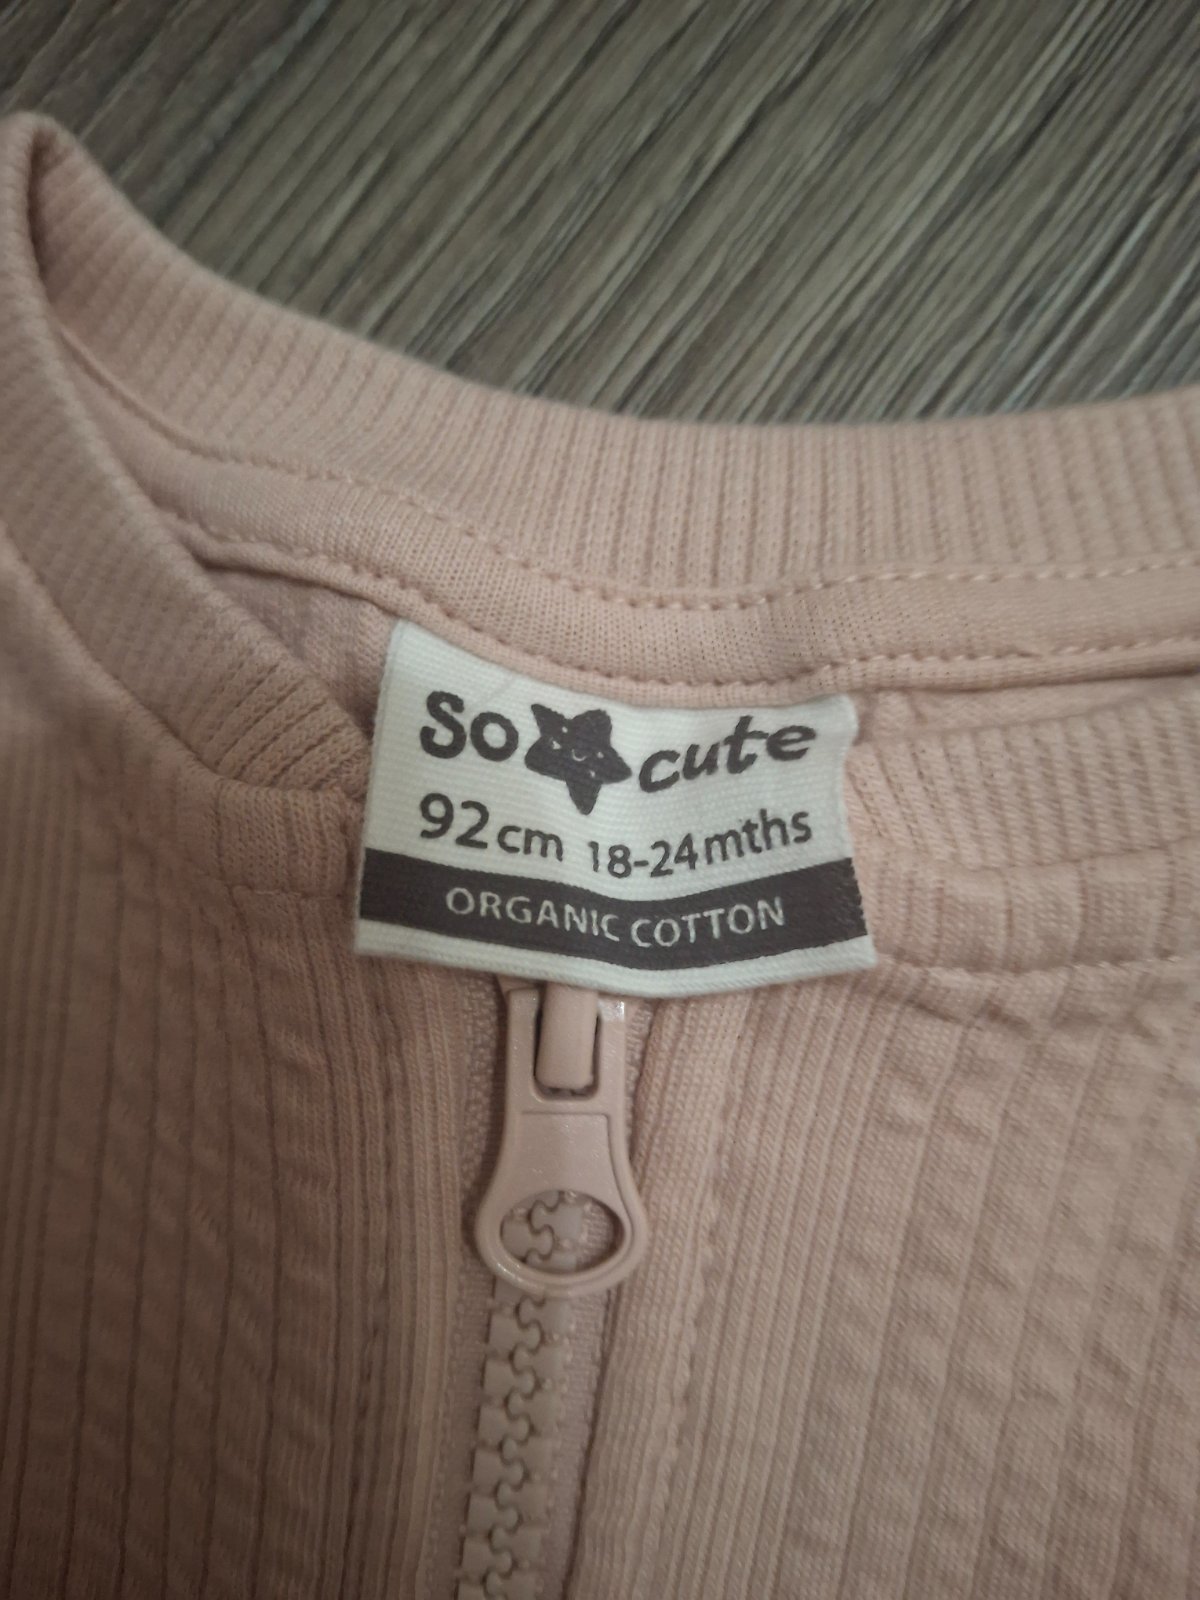 So cute
92cm 18-24mths
ORGANIC COTTON